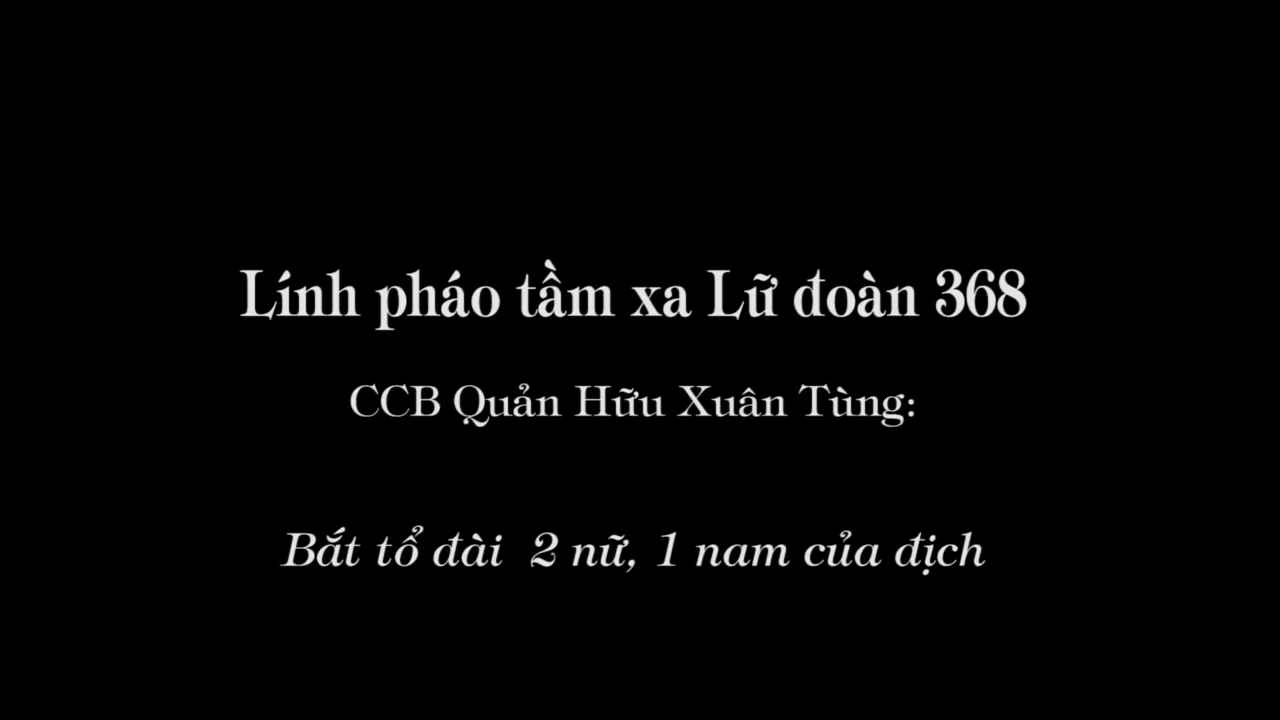 Lính pháo tầm xa Lữ đoàn 368
CCB Quản Hữu Xuân Tùng:
Bắt tổ đài 2 nữ, 1 nam của địch